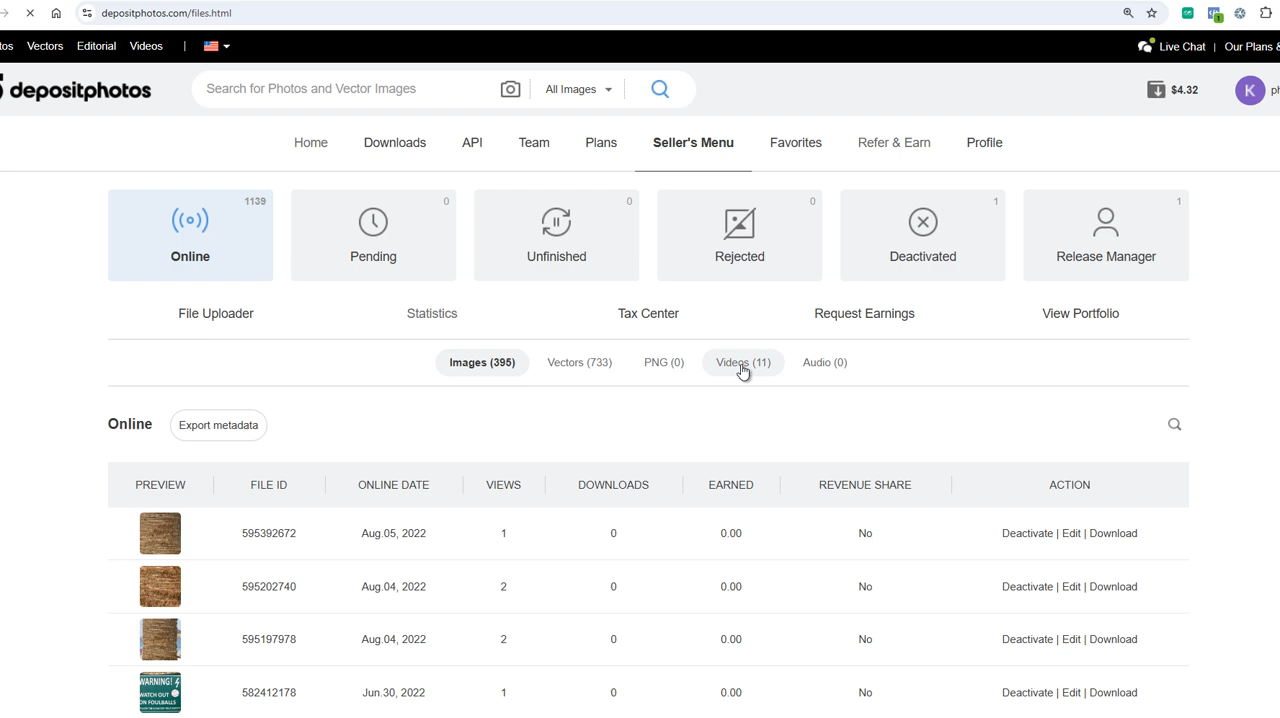 depositphotos.com/files.html
1
tos Vectors Editorial Videos | Live Chat | Our Plans &
depositphotos Search for Photos and Vector Images All Images $4.32 K ph
Home Downloads API Team Plans Seller's Menu Favorites Refer & Earn Profile
1139 0 0 0 1 1
Online Pending Unfinished Rejected Deactivated Release Manager
File Uploader Statistics Tax Center Request Earnings View Portfolio
Images (395) Vectors (733) PNG (0) Videos (11) Audio (0)
Online Export metadata
PREVIEW FILE ID ONLINE DATE VIEWS DOWNLOADS EARNED REVENUE SHARE ACTION
595392672 Aug.05, 2022 1 0 0.00 No Deactivate | Edit | Download
595202740 Aug.04, 2022 2 0 0.00 No Deactivate | Edit | Download
595197978 Aug.04, 2022 2 0 0.00 No Deactivate | Edit | Download
WARNING!
WATCH OUT
ON FOULBALLS
582412178 Jun.30, 2022 1 0 0.00 No Deactivate | Edit | Download